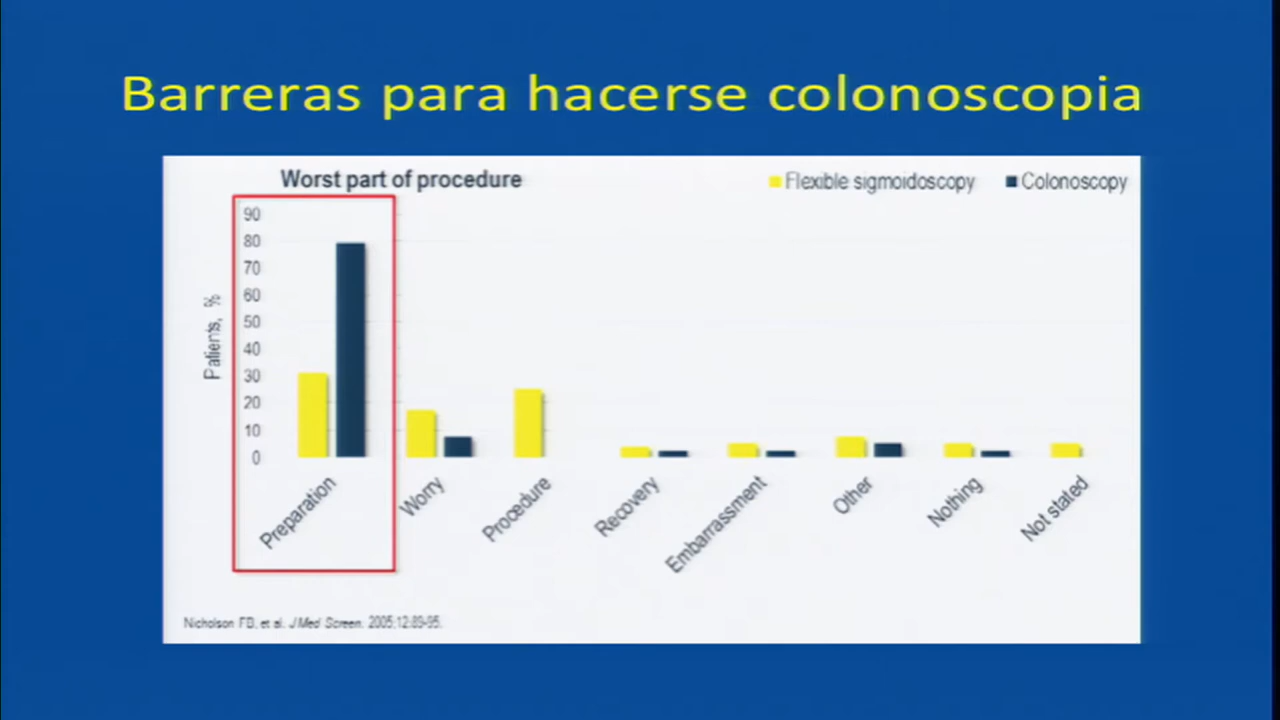 Barreras para hacerse colonoscopia
Worst part of procedure
Flexible sigmoidoscopy
Colonoscopy
Patients, %
90
80
70
60
50
40
30
20
10
0
Preparation
Worry
Procedure
Recovery
Embarrassment
Other
Nothing
Not stated
Nicholson FB, et al. J Med Screen. 2005;12:89-95.